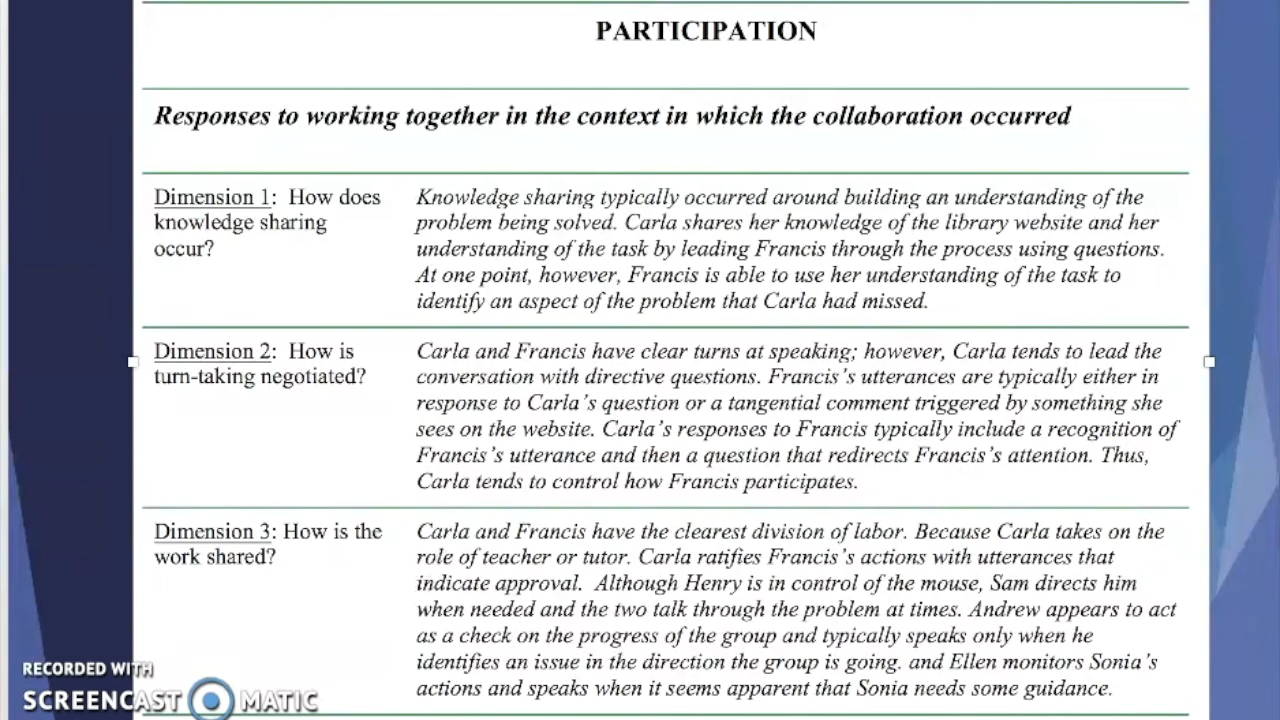 PARTICIPATION
Responses to working together in the context in which the collaboration occurred
Dimension 1: How does
knowledge sharing
occur?
Knowledge sharing typically occurred around building an understanding of the
problem being solved. Carla shares her knowledge of the library website and her
understanding of the task by leading Francis through the process using questions.
At one point, however, Francis is able to use her understanding of the task to
identify an aspect of the problem that Carla had missed.
Dimension 2: How is
turn-taking negotiated?
Carla and Francis have clear turns at speaking; however, Carla tends to lead the
conversation with directive questions. Francis's utterances are typically either in
response to Carla's question or a tangential comment triggered by something she
sees on the website. Carla's responses to Francis typically include a recognition of
Francis's utterance and then a question that redirects Francis's attention. Thus,
Carla tends to control how Francis participates.
Dimension 3: How is the
work shared?
Carla and Francis have the clearest division of labor. Because Carla takes on the
role of teacher or tutor. Carla ratifies Francis's actions with utterances that
indicate approval. Although Henry is in control of the mouse, Sam directs him
when needed and the two talk through the problem at times. Andrew appears to act
as a check on the progress of the group and typically speaks only when he
identifies an issue in the direction the group is going. and Ellen monitors Sonia's
actions and speaks when it seems apparent that Sonia needs some guidance.
RECORDED WITH
SCREENCAST MATIC